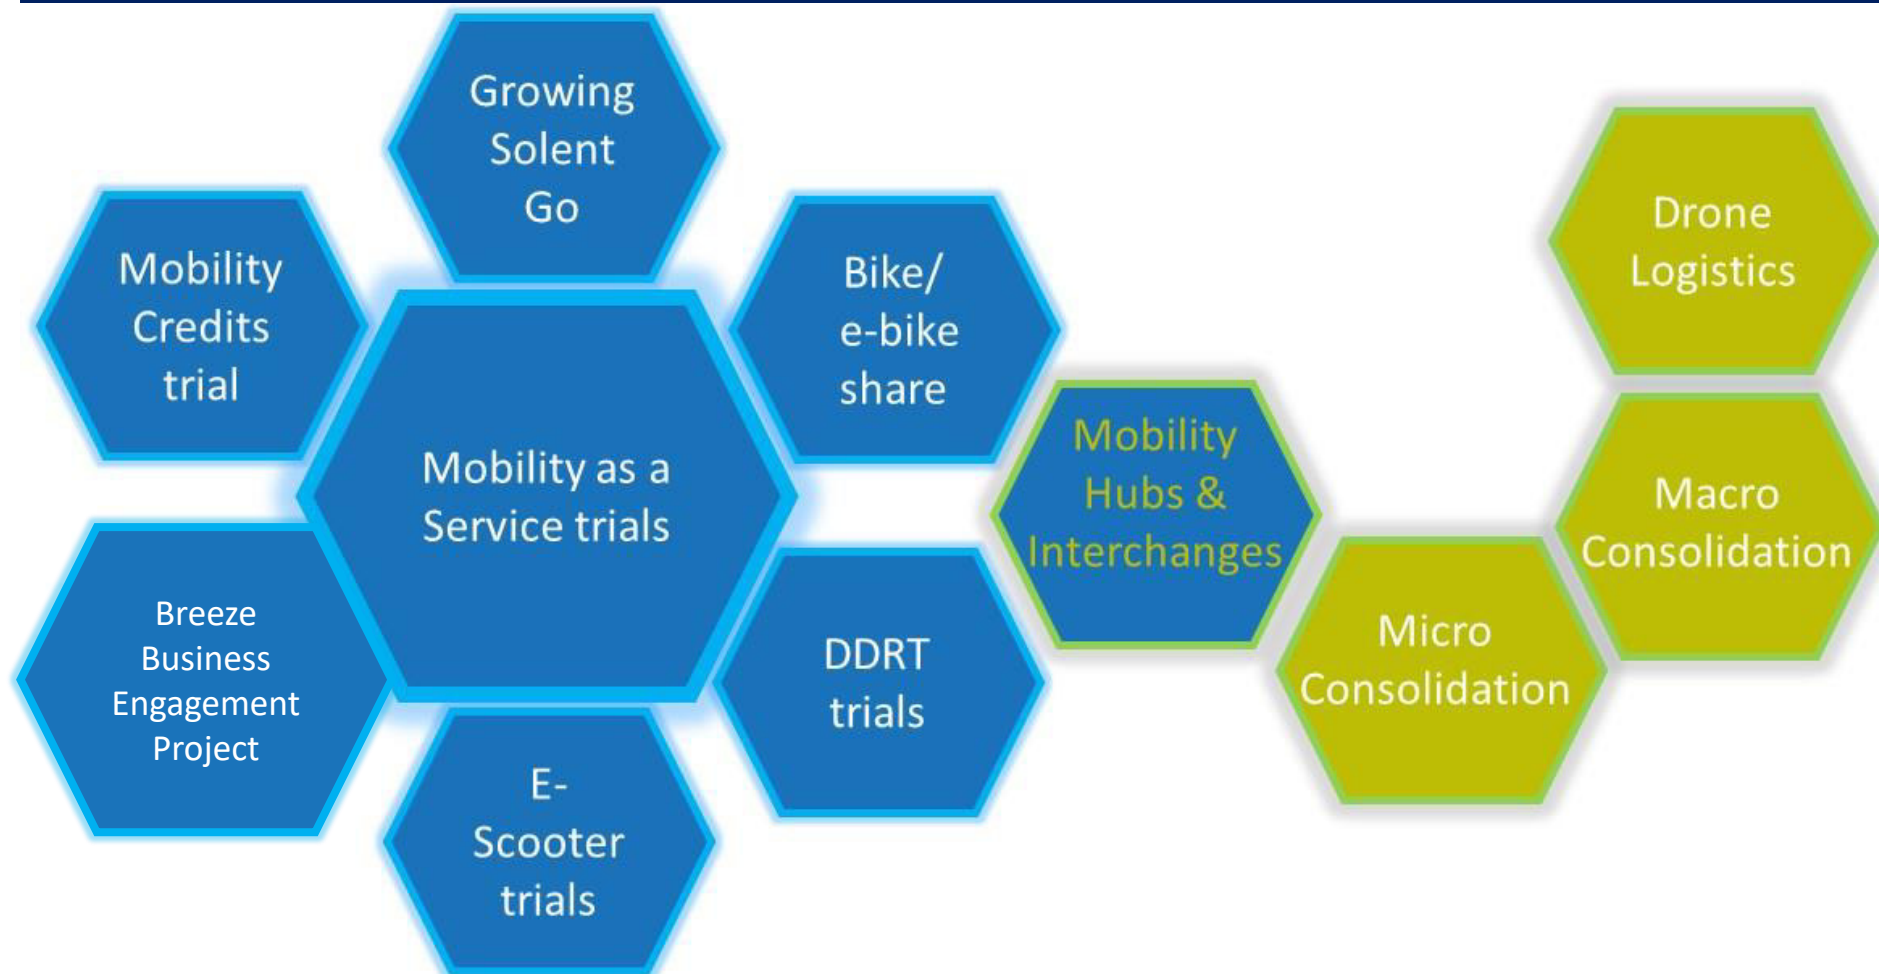 Growing
Solent
Go
Mobility
Credits
trial
Bike/
e-bike
share
Mobility as a
Service trials
Breeze
Business
Engagement
Project
E-
Scooter
trials
DDRT
trials
Mobility
Hubs &
Interchanges
Micro
Consolidation
Macro
Consolidation
Drone
Logistics